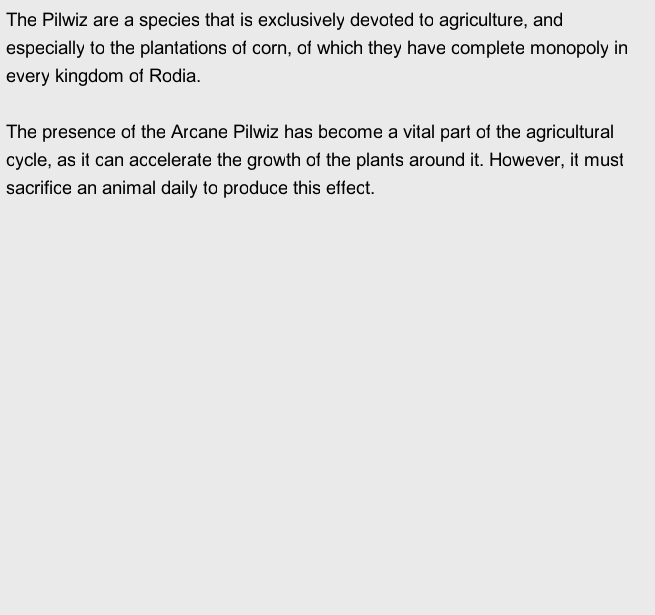 The Pilwiz are a species that is exclusively devoted to agriculture, and
especially to the plantations of corn, of which they have complete monopoly in
every kingdom of Rodia.
The presence of the Arcane Pilwiz has become a vital part of the agricultural
cycle, as it can accelerate the growth of the plants around it. However, it must
sacrifice an animal daily to produce this effect.